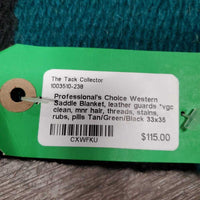 The Tack Collector
1003510-238
Professional's Choice Western
Saddle Blanket, leather guards *vgc
clean, mnr hair, threads, stains,
rubs, pills Tan/Green/Black 33x35
CXWFKU
$115.00